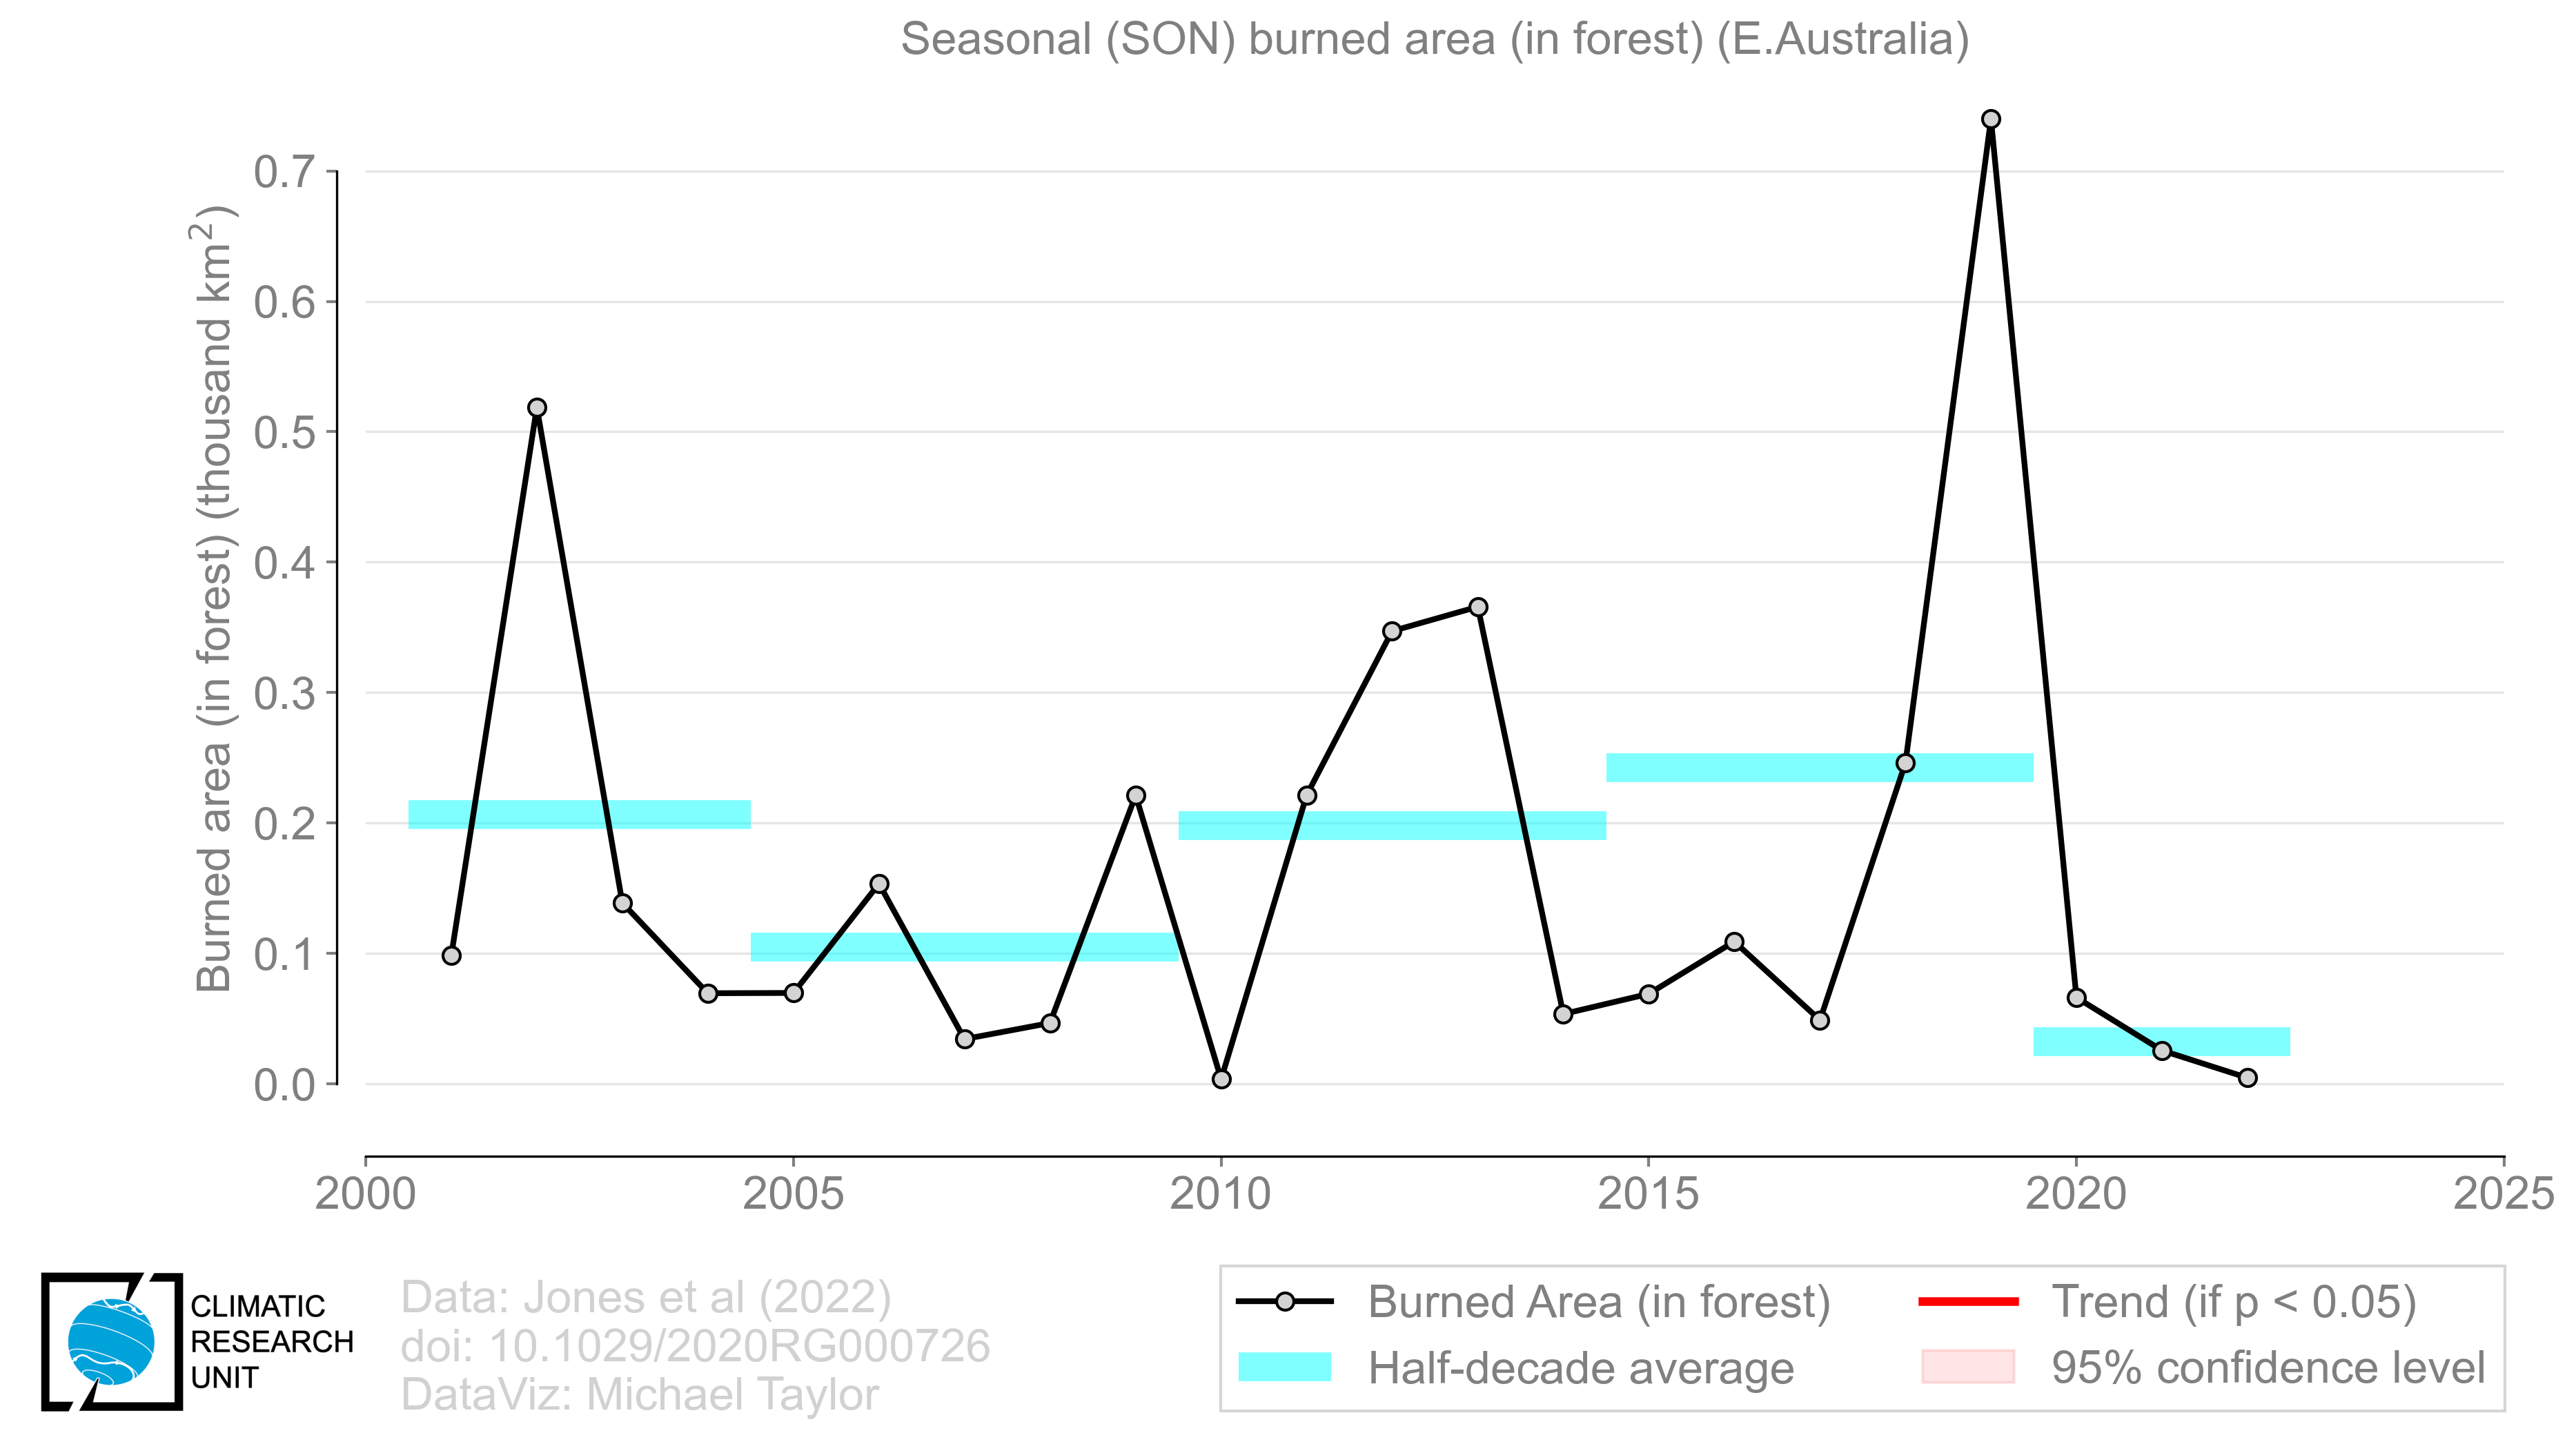 Seasonal (SON) burned area (in forest) (E.Australia)
Burned area (in forest) (thousand km²)
0.7
0.6
0.5
0.4
0.3
0.2
0.1
0.0
2000 2005 2010 2015 2020 2025
CLIMATIC
RESEARCH
UNIT
Data: Jones et al (2022)
doi: 10.1029/2020RG000726
DataViz: Michael Taylor
Burned Area (in forest)
Half-decade average
Trend (if p < 0.05)
95% confidence level